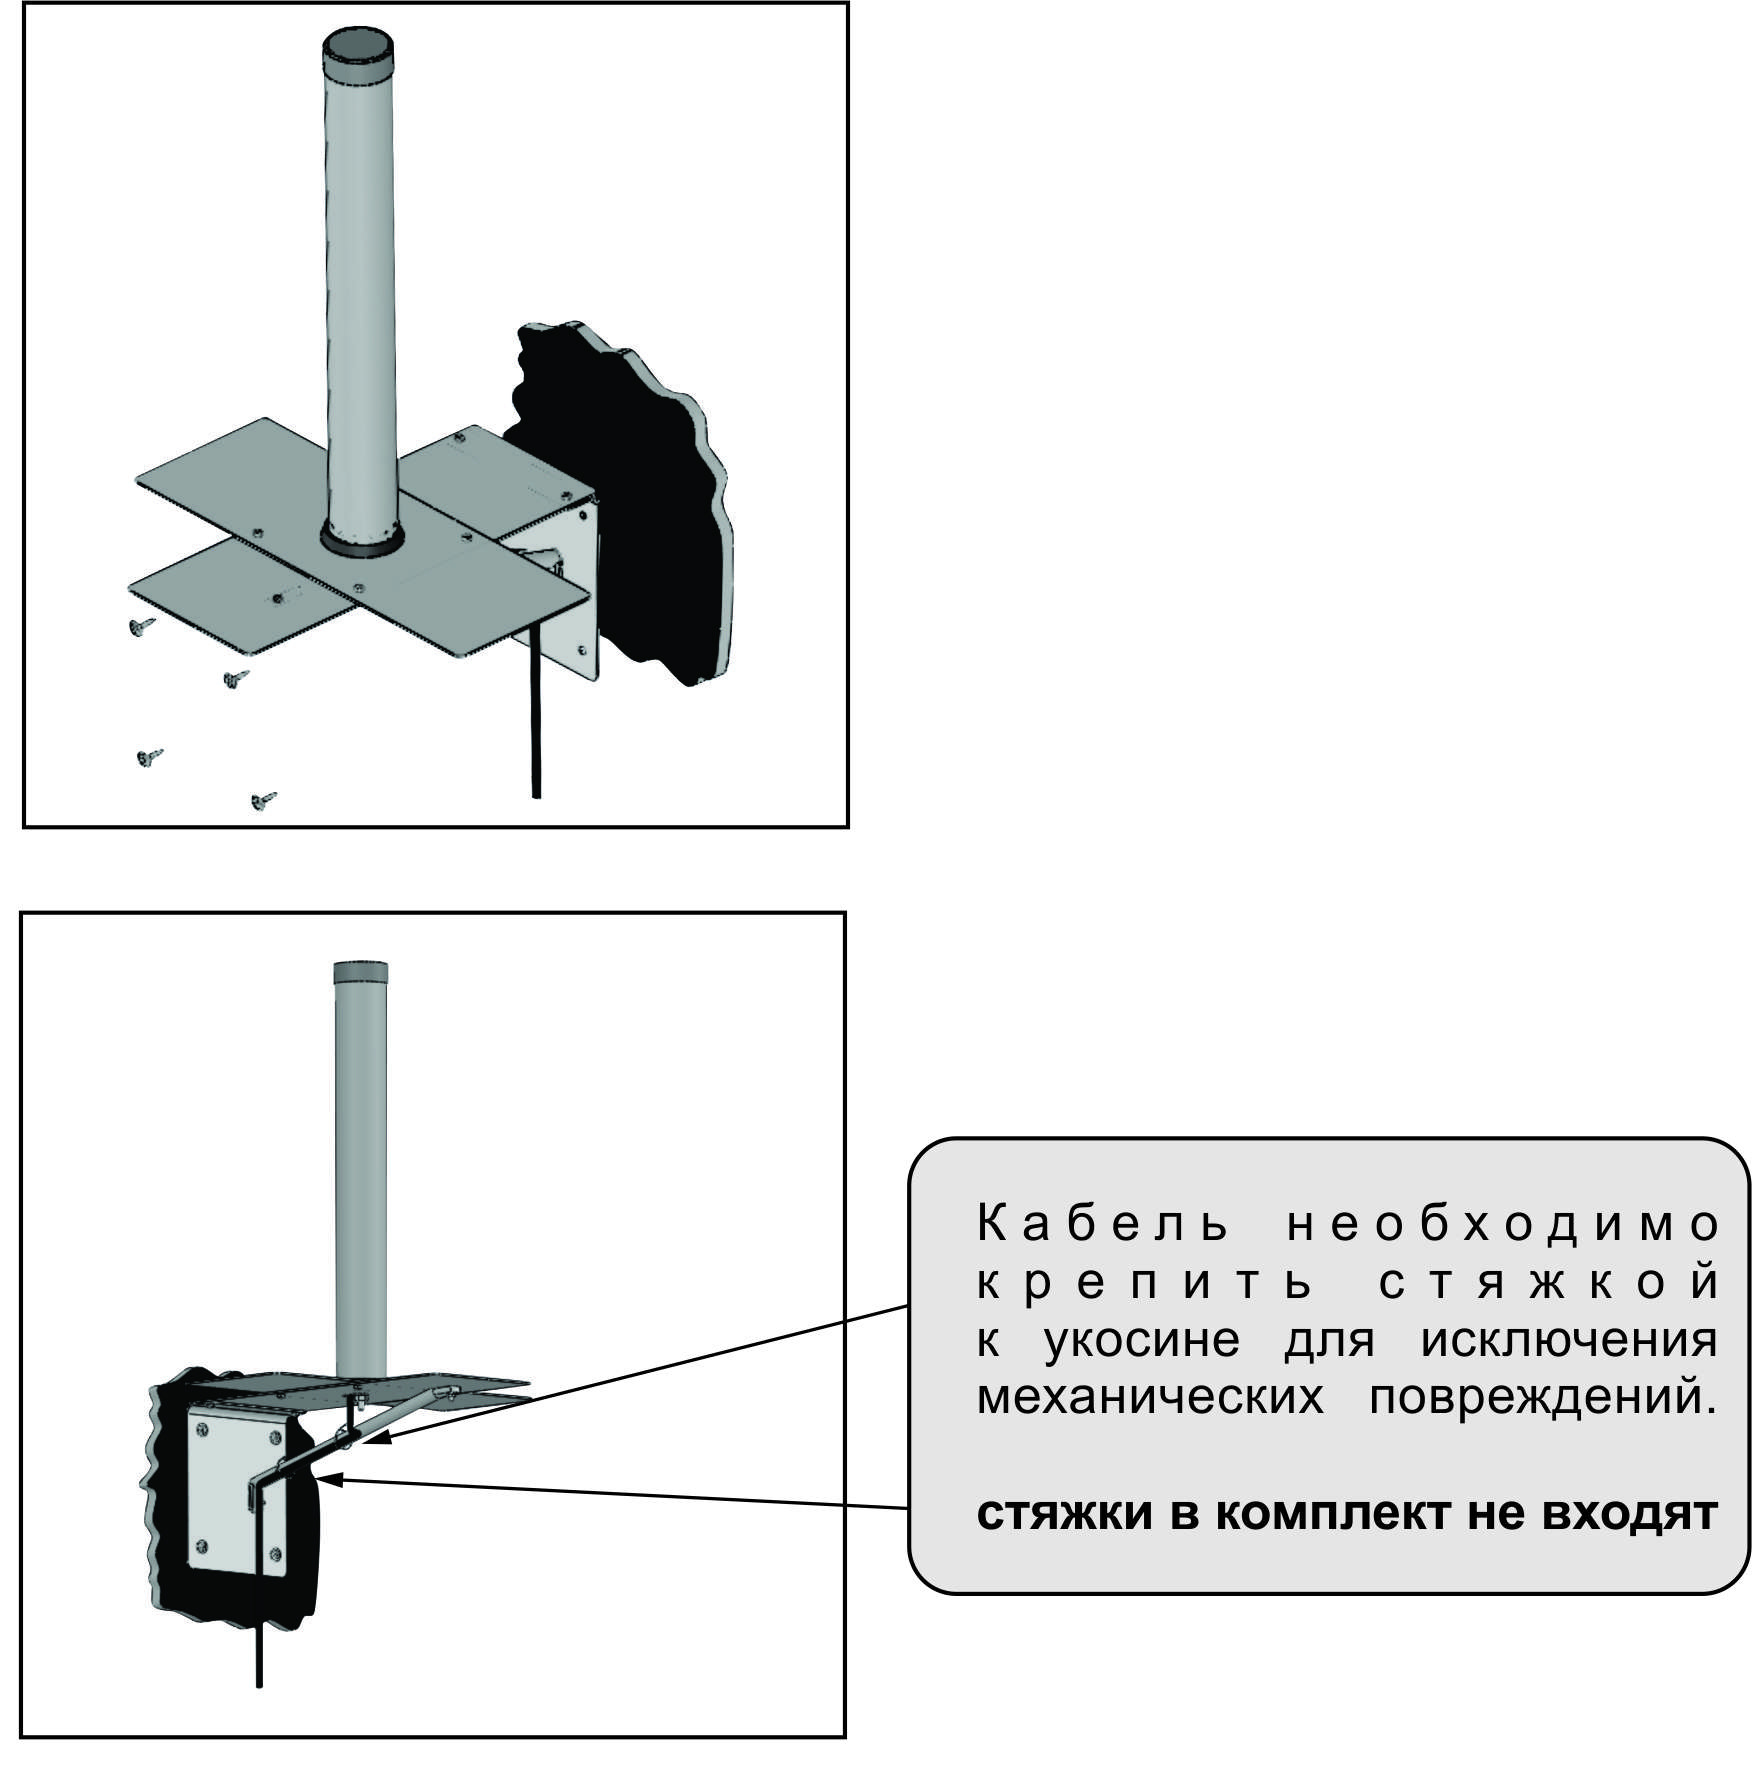 Кабель необходимо
крепить стяжкой
к укосине для исключения
механических повреждений.
стяжки в комплект не входят